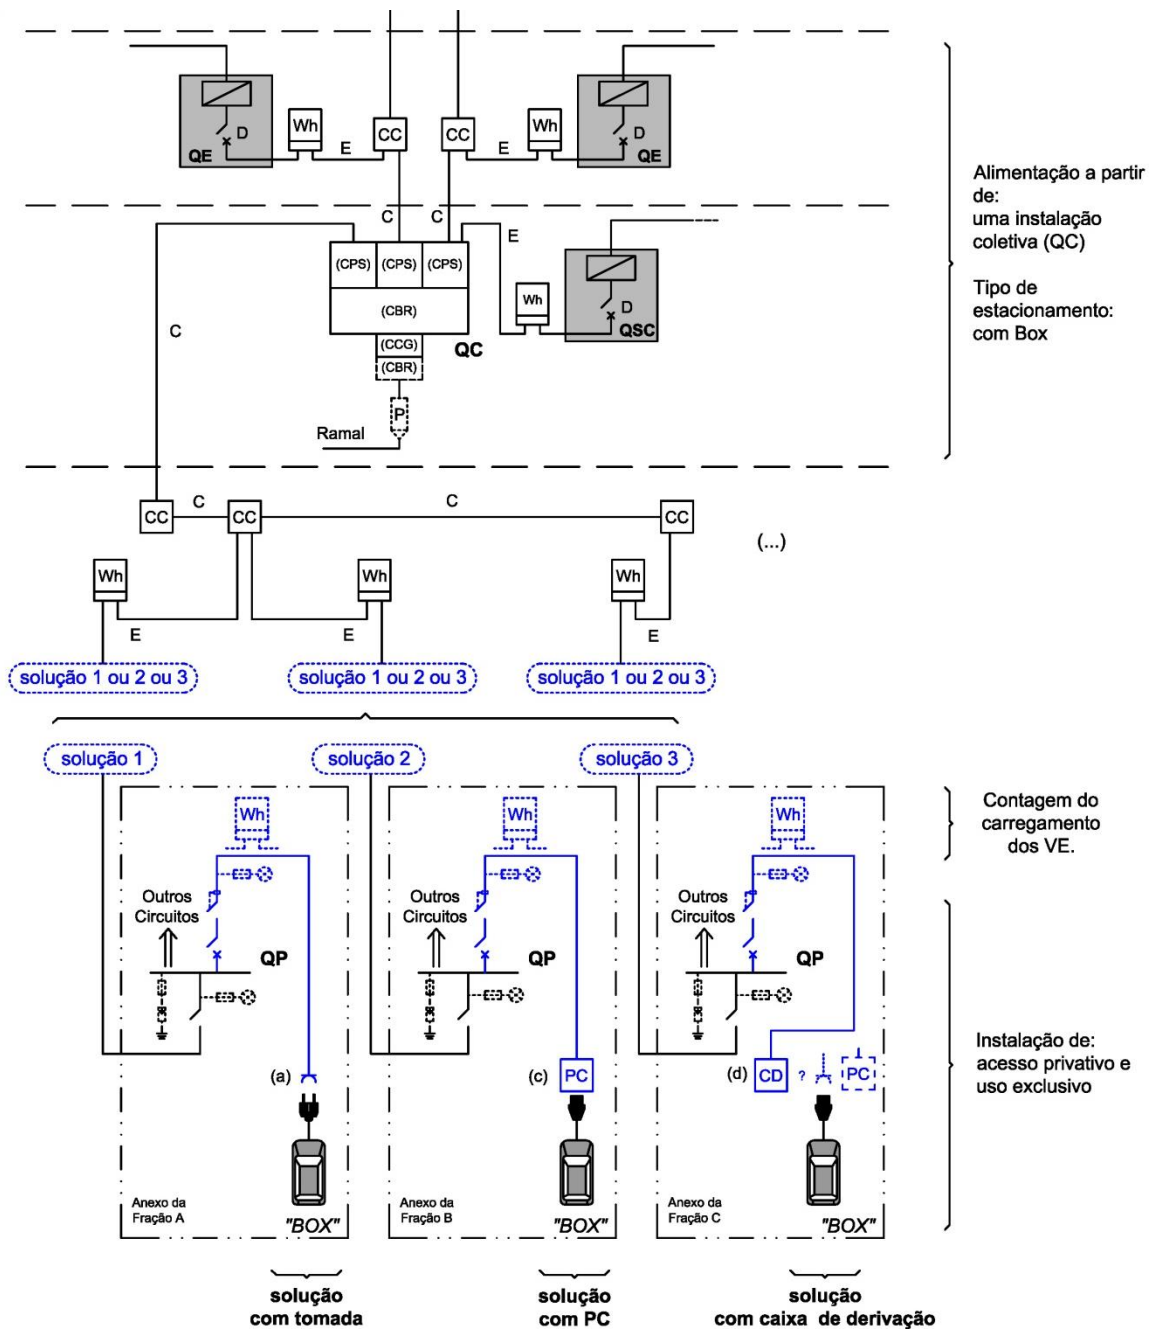 Wh
CC
CC
Wh
D
QE
E
E
D
QE
Alimentação a partir
de:
uma instalação
coletiva (QC)
Tipo de
estacionamento:
com Box
C
C
E
(CPS)
(CPS)
(CPS)
(CBR)
(CCG)
(CBR)
QC
Wh
D
QSC
C
P
Ramal
CC
C
CC
C
CC
(...)
Wh
Wh
Wh
E
E
E
solução 1 ou 2 ou 3
solução 1 ou 2 ou 3
solução 1 ou 2 ou 3
solução 1
solução 2
solução 3
Wh
Wh
Wh
Contagem do
carregamento
dos VE.
Outros
Circuitos
QP
Outros
Circuitos
QP
Outros
Circuitos
QP
Instalação de:
acesso privativo e
uso exclusivo
(a)
(c)
PC
(d)
CD
?
PC
Anexo da
Fração A
"BOX"
Anexo da
Fração B
"BOX"
Anexo da
Fração C
"BOX"
solução
com tomada
solução
com PC
solução
com caixa de derivação